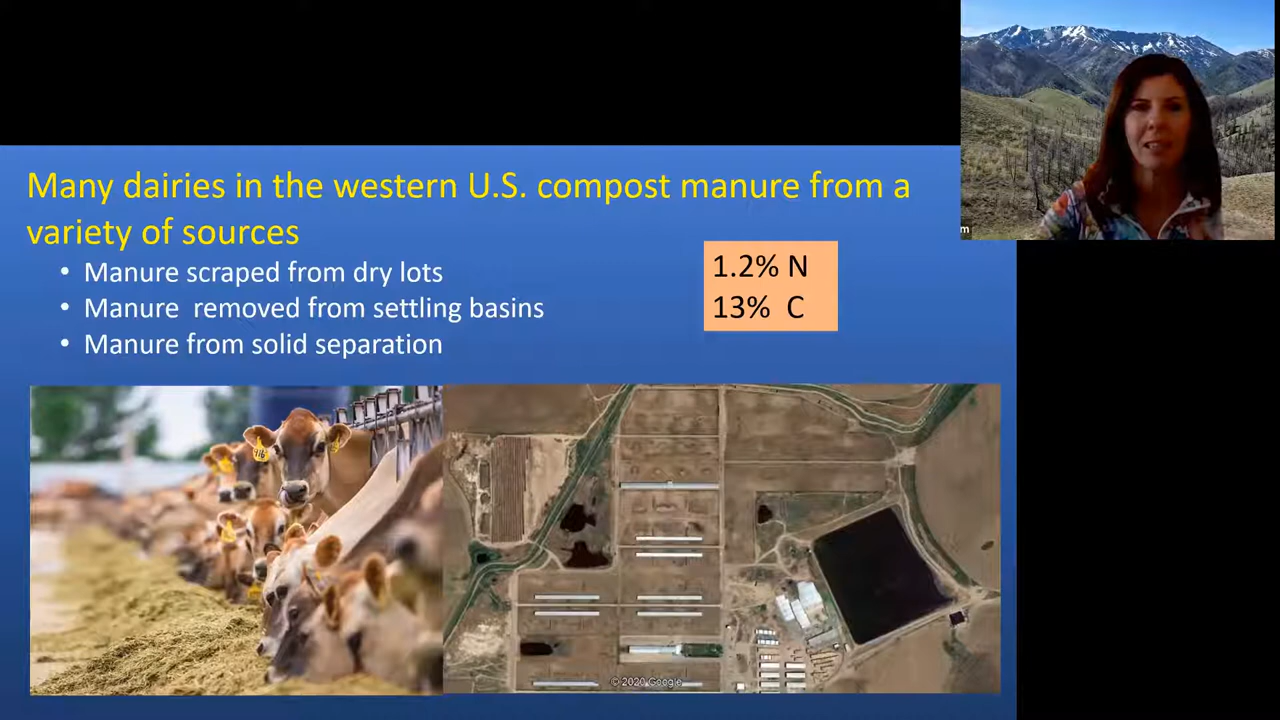 Many dairies in the western U.S. compost manure from a
variety of sources
• Manure scraped from dry lots
• Manure removed from settling basins
• Manure from solid separation
1.2% N
13% C
m
916
© 2020 Google